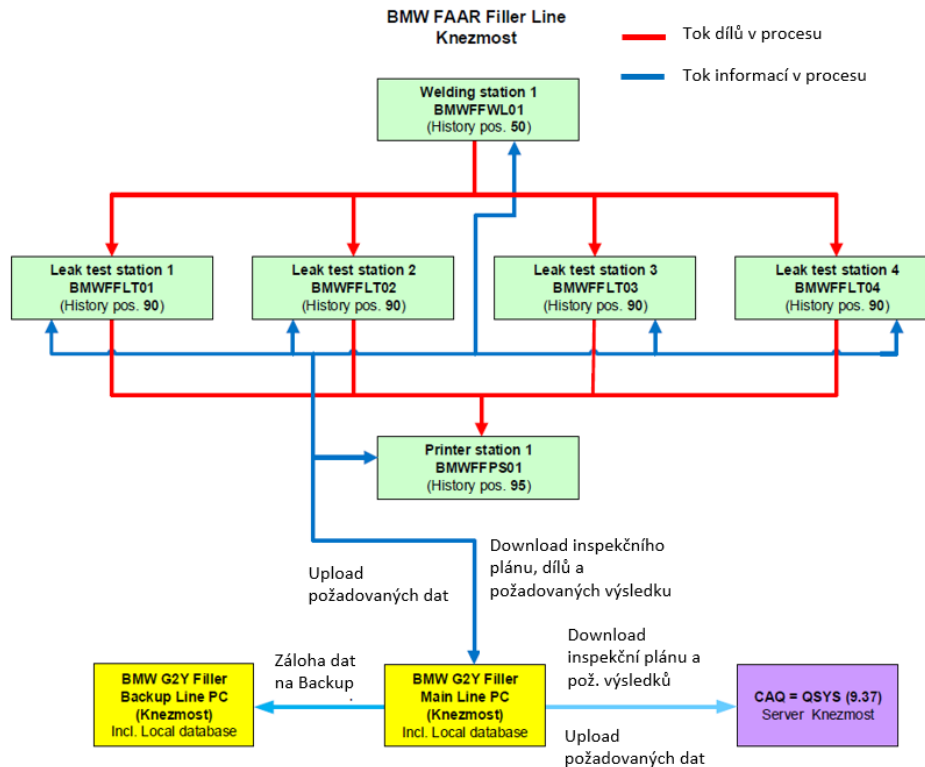 BMW FAAR Filler Line
Knezmost
Tok dílů v procesu
Tok informací v procesu
Welding station 1
BMWFFWL01
(History pos. 50)
Leak test station 1
BMWFFLT01
(History pos. 90)
Leak test station 2
BMWFFLT02
(History pos. 90)
Leak test station 3
BMWFFLT03
(History pos. 90)
Leak test station 4
BMWFFLT04
(History pos. 90)
Printer station 1
BMWFFPS01
(History pos. 95)
Upload
požadovaných dat
Download inspekčního
plánu, dílů a
požadovaných výsledku
Záloha dat
na Backup
Download
inspekční plánu a
pož. výsledků
BMW G2Y Filler
Backup Line PC
(Knezmost)
Incl. Local database
BMW G2Y Filler
Main Line PC
(Knezmost)
Incl. Local database
CAQ = QSYS (9.37)
Server Knezmost
Upload
požadovaných dat